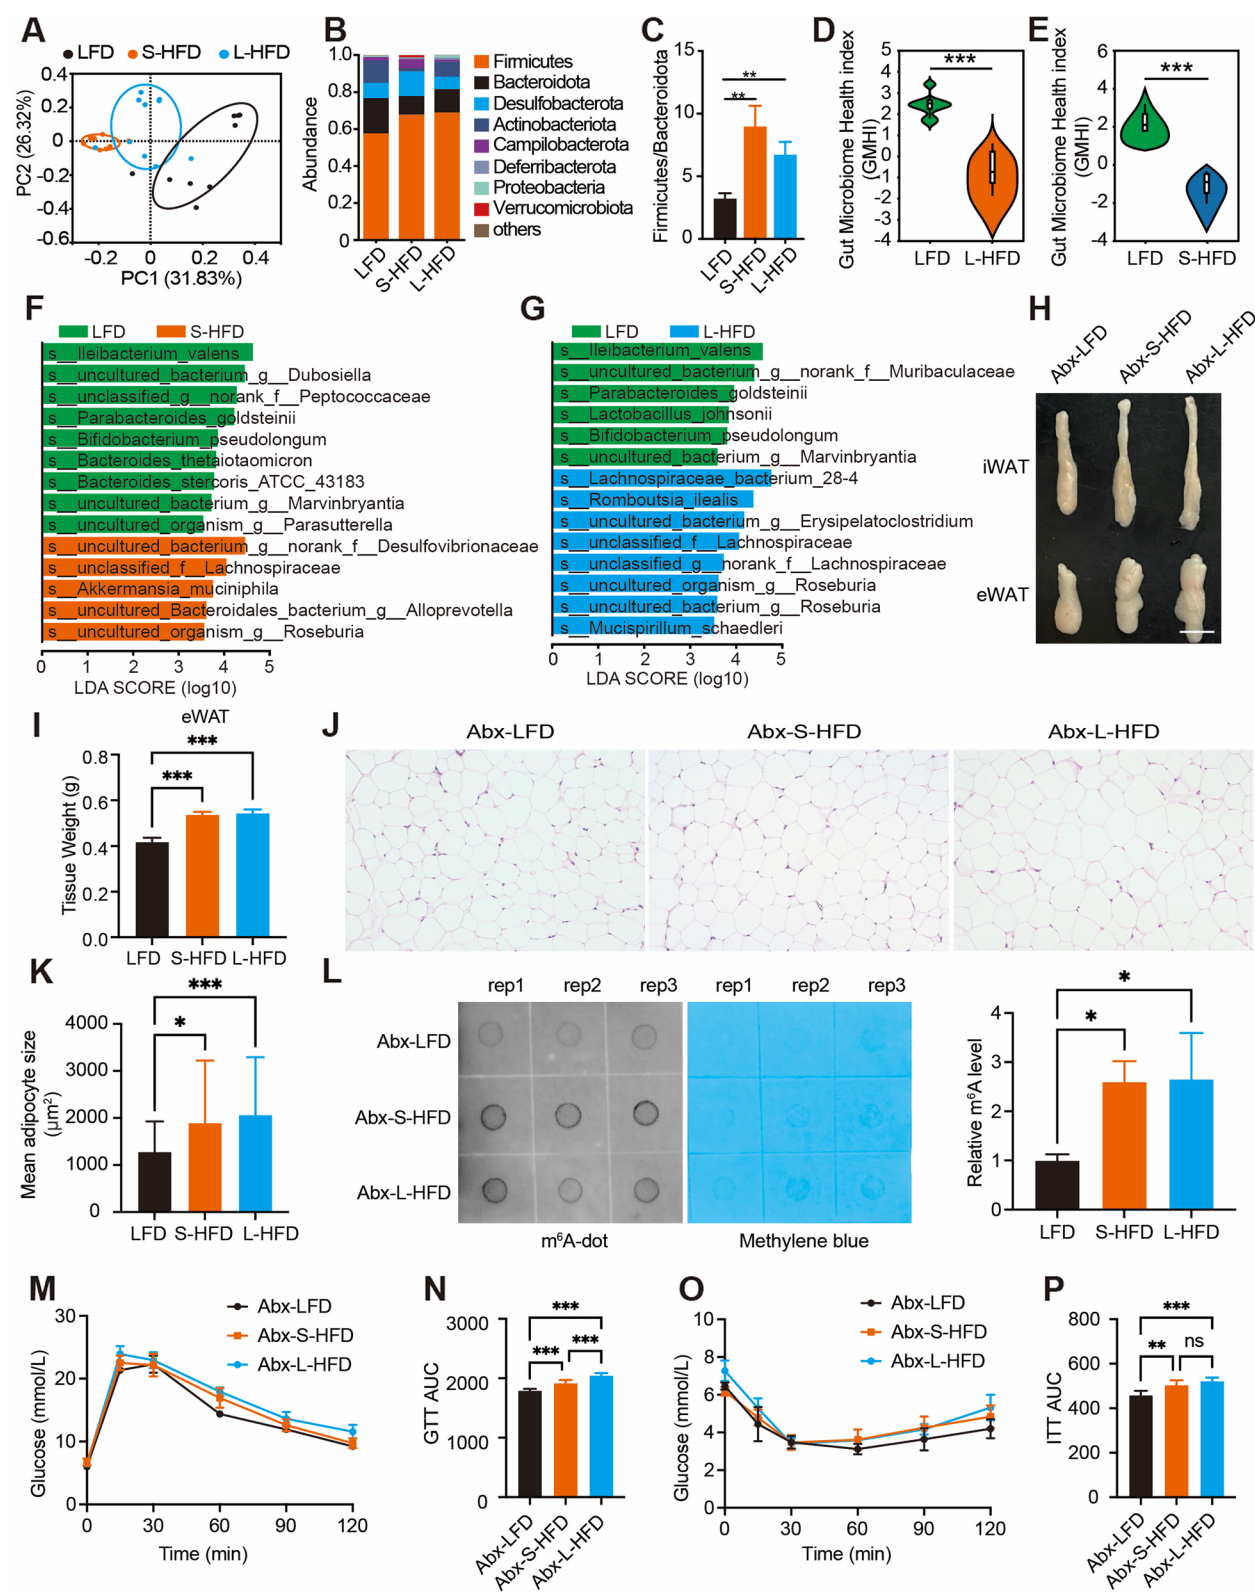 A
LFD S-HFD L-HFD
0.4
0.2
0
-0.2
-0.4
-0.6
PC2 (26.32%)
-0.2 0 0.2 0.4
PC1 (31.83%)
B
1.0
0.8
0.6
0.4
0.2
0
Abundance
LFD
S-HFD
L-HFD
Firmicutes
Bacteroidota
Desulfobacterota
Actinobacteriota
Campilobacterota
Deferribacterota
Proteobacteria
Verrucomicrobiota
others
C
Firmicutes/Bacteroidota
15
10
5
0
**
**
LFD
S-HFD
L-HFD
D
Gut Microbiome Health index
(GMHI)
5
4
3
2
1
0
1
0
-1
-2
-3
-4
***
LFD L-HFD
E
Gut Microbiome Health index
(GMHI)
6
4
2
0
-2
-4
***
LFD S-HFD
F
LFD S-HFD
s__Ileibacterium_valens
s__uncultured_bacterium_g__Dubosiella
s__unclassified_g__norank_f__Peptococcaceae
s__Parabacteroides_goldsteinii
s__Bifidobacterium_pseudolongum
s__Bacteroides_thetaiotaomicron
s__Bacteroides_stercoris_ATCC_43183
s__uncultured_bacterium_g__Marvinbryantia
s__uncultured_organism_g__Parasutterella
s__uncultured_bacterium_g__norank_f__Desulfovibrionaceae
s__unclassified_f__Lachnospiraceae
s__Akkermansia_muciniphila
s__uncultured_Bacteroidales_bacterium_g__Alloprevotella
s__uncultured_organism_g__Roseburia
0 1 2 3 4 5
LDA SCORE (log10)
G
LFD L-HFD
s__Ileibacterium_valens
s__uncultured_bacterium_g__norank_f__Muribaculaceae
s__Parabacteroides_goldsteinii
s__Lactobacillus_johnsonii
s__Bifidobacterium_pseudolongum
s__uncultured_bacterium_g__Marvinbryantia
s__Lachnospiraceae_bacterium_28-4
s__Romboutsia_ilealis
s__uncultured_bacterium_g__Erysipelatoclostridium
s__unclassified_f__Lachnospiraceae
s__unclassified_g__norank_f__Lachnospiraceae
s__uncultured_organism_g__Roseburia
s__uncultured_bacterium_g__Roseburia
s__Mucispirillum_schaedleri
0 1 2 3 4 5
LDA SCORE (log10)
H
Abx-LFD
Abx-S-HFD
Abx-L-HFD
iWAT
eWAT
I
eWAT
Tissue Weight (g)
0.8
0.6
0.4
0.2
0.0
***
***
LFD S-HFD L-HFD
J
Abx-LFD Abx-S-HFD Abx-L-HFD
K
Mean adipocyte size
(μm²)
4000
3000
2000
1000
0
***
*
LFD S-HFD L-HFD
L
rep1 rep2 rep3 rep1 rep2 rep3
Abx-LFD
Abx-S-HFD
Abx-L-HFD
m⁶A-dot Methylene blue
Relative m⁶A level
4
3
2
1
0
*
*
LFD S-HFD L-HFD
M
Abx-LFD
Abx-S-HFD
Abx-L-HFD
Glucose (mmol/L)
30
20
10
0
0 30 60 90 120
Time (min)
N
GTT AUC
3000
2000
1000
0
***
***
***
Abx-LFD
Abx-S-HFD
Abx-L-HFD
O
Abx-LFD
Abx-S-HFD
Abx-L-HFD
Glucose (mmol/L)
10
8
6
4
2
0
0 30 60 90 120
Time (min)
P
ITT AUC
800
600
400
200
0
***
**
ns
Abx-LFD
Abx-S-HFD
Abx-L-HFD